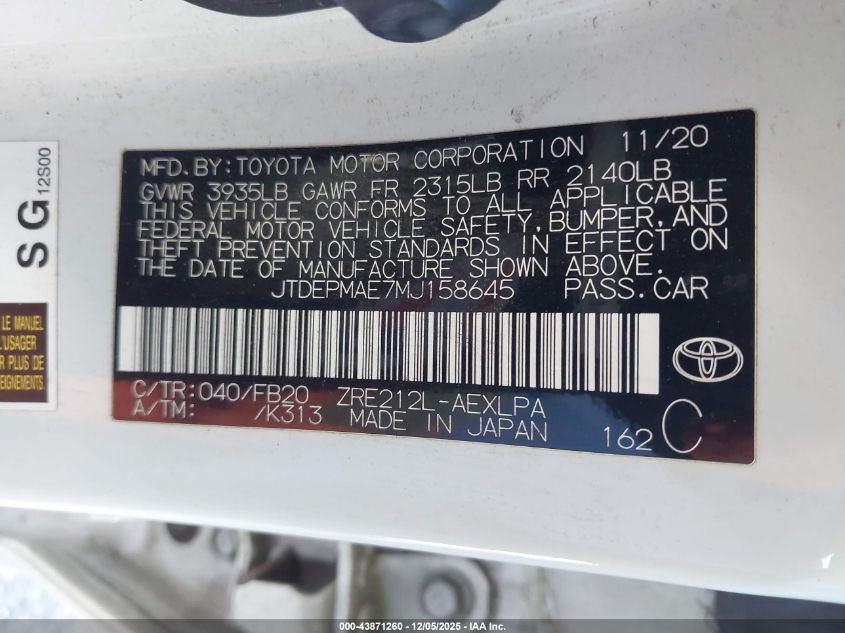 SG
12S00
LE MANUEL
L'USAGER
R PLUS DE
EIGNEMENTS.
MFD.BY:TOYOTA MOTOR CORPORATION 11/20
GVWR 3935LB GAWR FR 2315LB RR 2140LB
THIS VEHICLE CONFORMS TO ALL APPLICABLE
FEDERAL MOTOR VEHICLE SAFETY,BUMPER,AND
THEFT PREVENTION STANDARDS IN EFFECT ON
THE DATE OF MANUFACTURE SHOWN ABOVE.
JTDEPMAE7MJ158645 PASS.CAR
C/TR:040/FB20 ZRE212L-AEXLPA
A/TM: /K313 MADE IN JAPAN 162 C
000-43871260 - 12/05/2025 - IAA, Inc.